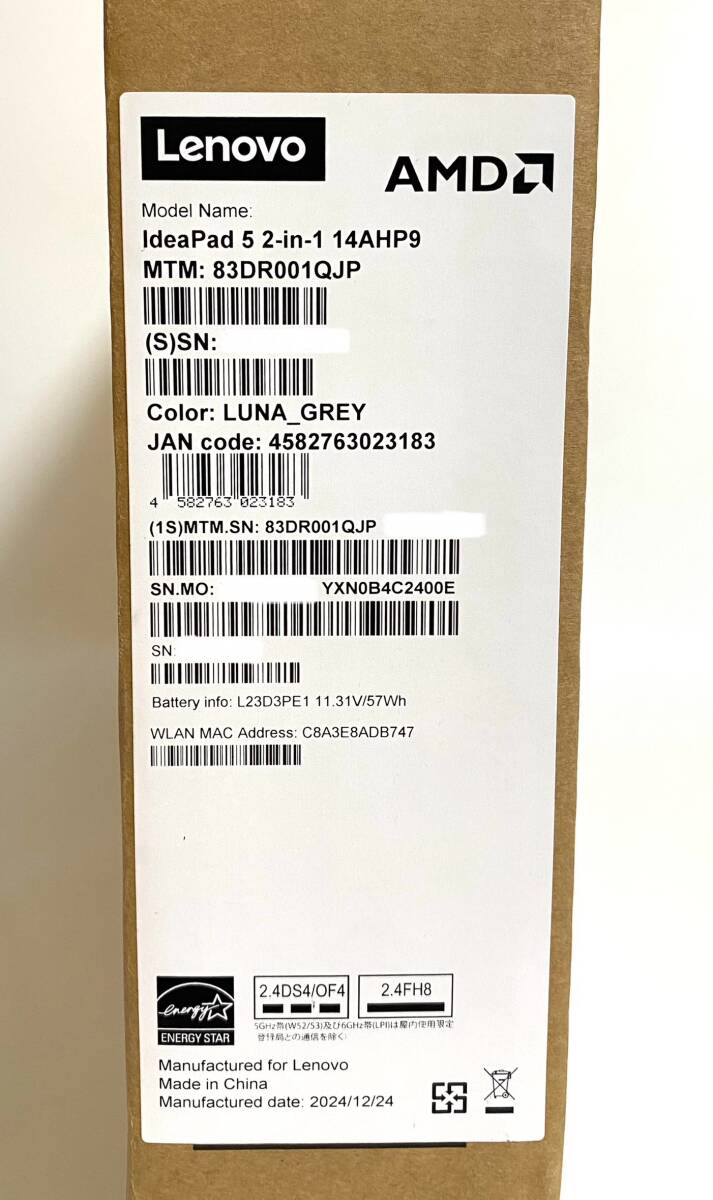 Lenovo
AMD
Model Name:
IdeaPad 5 2-in-1 14AHP9
MTM: 83DR001QJP
(S)SN:
Color: LUNA_GREY
JAN code: 4582763023183
4 582763 023183
(1S)MTM.SN: 83DR001QJP
SN.MO: YXN0B4C2400E
SN:
Battery info: L23D3PE1 11.31V/57Wh
WLAN MAC Address: C8A3E8ADB747
energy
ENERGY STAR
2.4DS4/OF4
2.4FH8
5GHz帯(W52/53)及び6GHz帯(LPI)は屋内使用限定
登録局との通信を除く）
Manufactured for Lenovo
Made in China
Manufactured date: 2024/12/24